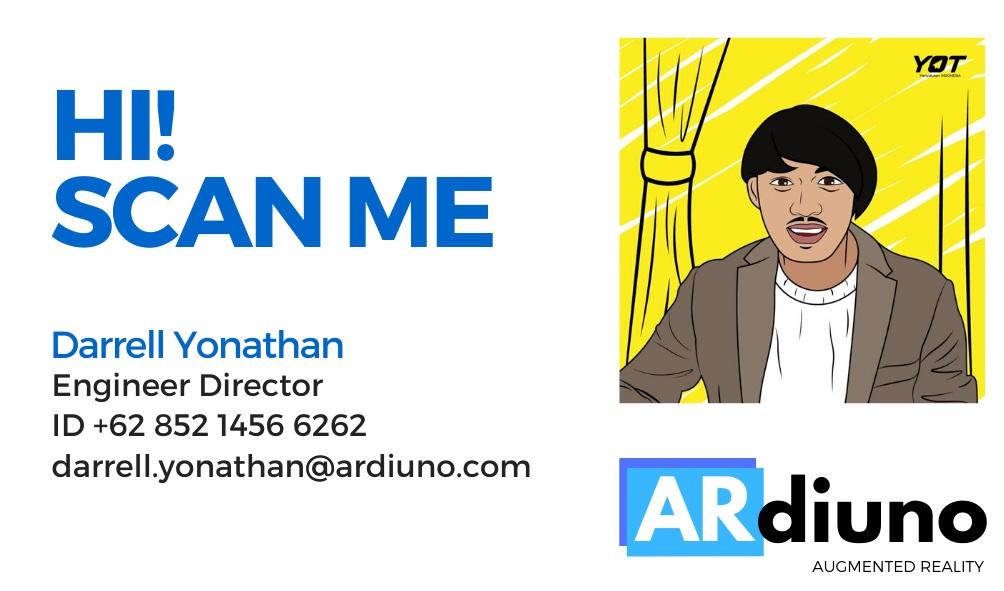 HI!
SCAN ME
Darrell Yonathan
Engineer Director
ID +62 852 1456 6262
darrell.yonathan@ardiuno.com
YOT
ARdiuno
AUGMENTED REALITY